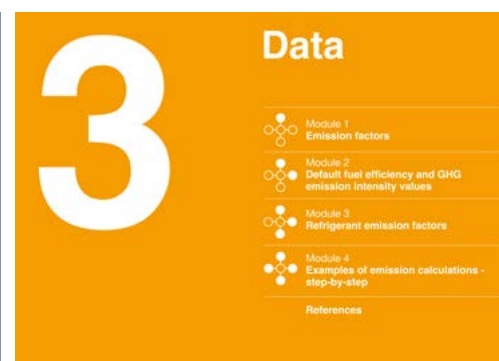 3
Data
Module 1
Emission factors
Module 2
Default fuel efficiency and GHG
emission intensity values
Module 3
Refrigerant emission factors
Module 4
Examples of emission calculations -
step-by-step
References